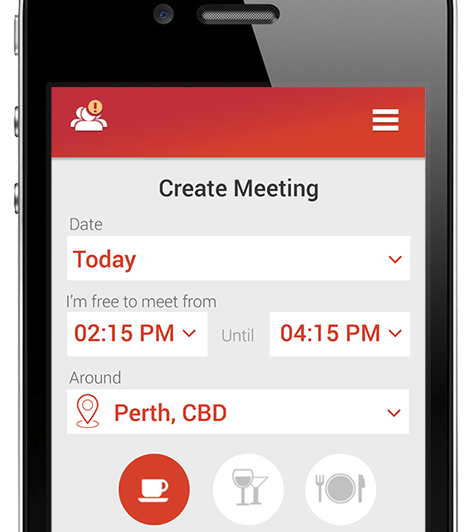 Create Meeting
Date
Today
I'm free to meet from
02:15 PM Until 04:15 PM
Around
Perth, CBD